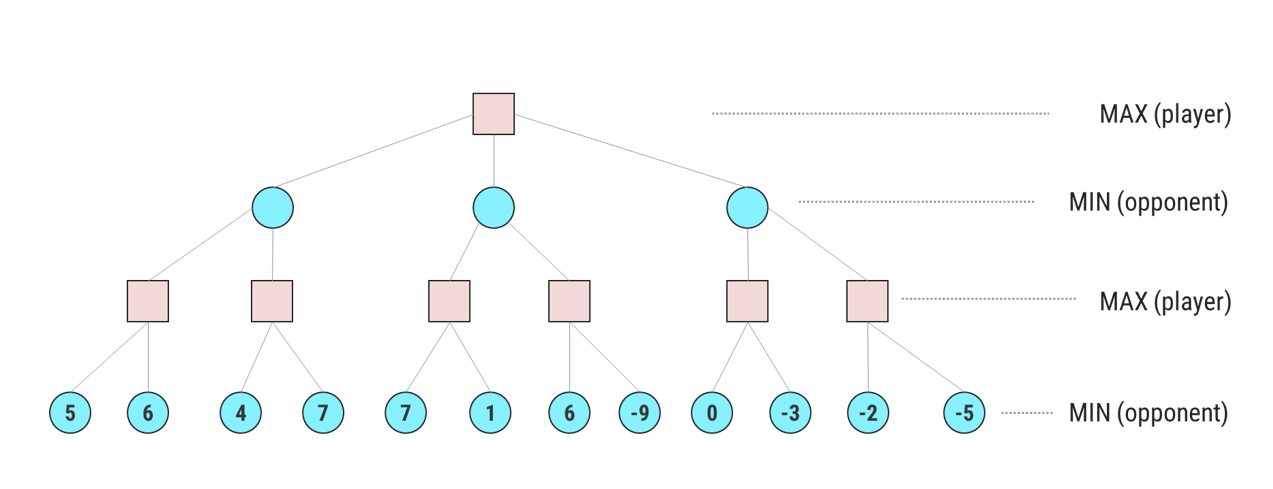 MAX (player)
MIN (opponent)
MAX (player)
5 6 4 7 7 1 6 -9 0 -3 -2 -5 MIN (opponent)